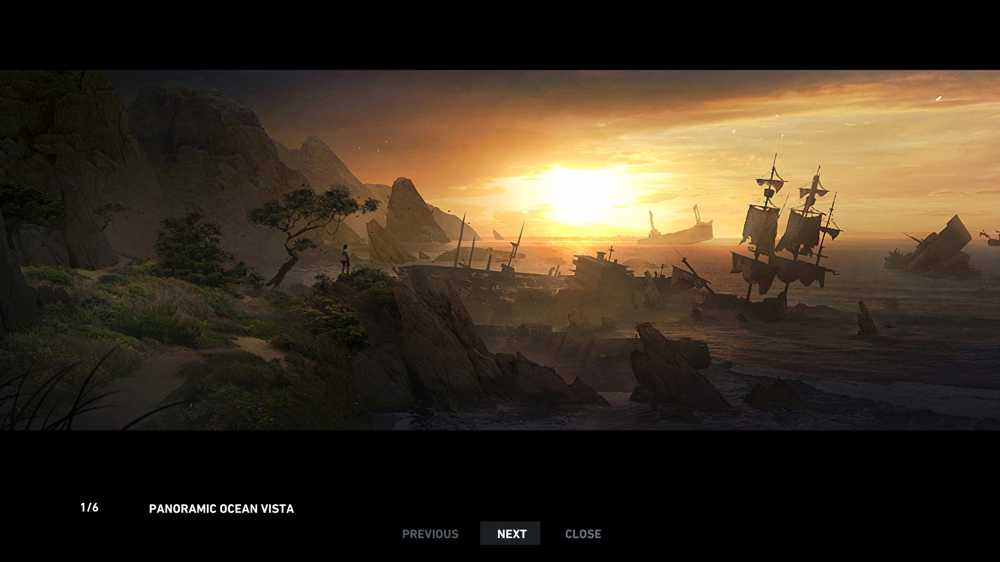 1/6
PANORAMIC OCEAN VISTA
PREVIOUS
NEXT
CLOSE